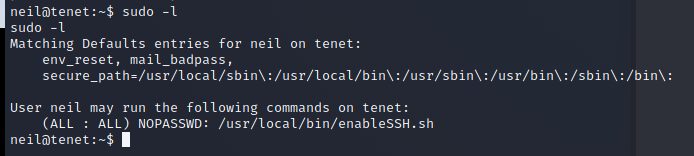 neil@tenet:~$ sudo -l
sudo -l
Matching Defaults entries for neil on tenet:
    env_reset, mail_badpass,
    secure_path=/usr/local/sbin\:/usr/local/bin\:/usr/sbin\:/usr/bin\:/sbin\:/bin\:

User neil may run the following commands on tenet:
    (ALL : ALL) NOPASSWD: /usr/local/bin/enableSSH.sh
neil@tenet:~$